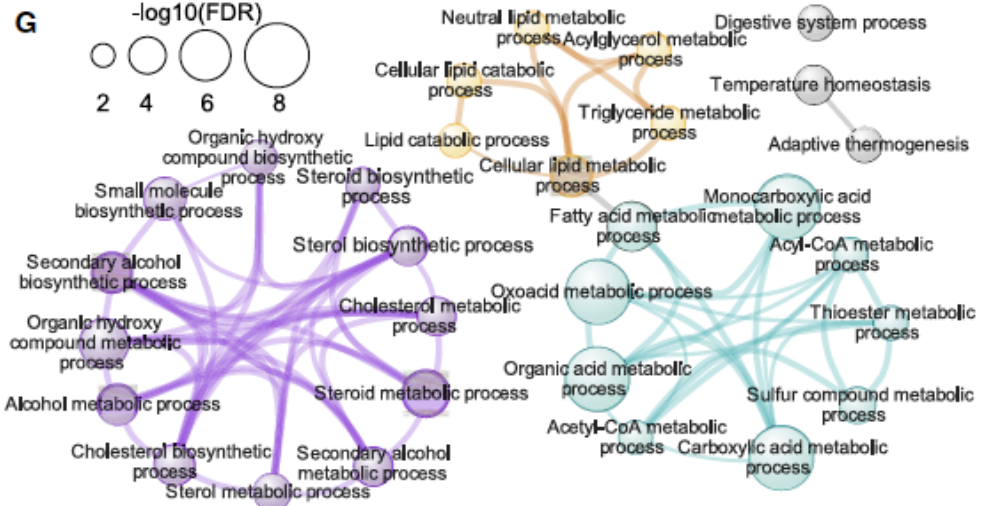 G
-log10(FDR)
2 4 6 8
Neutral lipid metabolic
process
Acylglycerol metabolic
process
Cellular lipid catabolic
process
Triglyceride metabolic
process
Lipid catabolic process
Cellular lipid metabolic
process
Digestive system process
Temperature homeostasis
Adaptive thermogenesis
Organic hydroxy
compound biosynthetic
process
Steroid biosynthetic
process
Small molecule
biosynthetic process
Sterol biosynthetic process
Secondary alcohol
biosynthetic process
Cholesterol metabolic
process
Organic hydroxy
compound metabolic
process
Steroid metabolic process
Alcohol metabolic process
Cholesterol biosynthetic
process
Secondary alcohol
metabolic process
Sterol metabolic process
Fatty acid metabolic
process
Monocarboxylic acid
metabolic process
Acyl-CoA metabolic
process
Oxoacid metabolic process
Thioester metabolic
process
Organic acid metabolic
process
Sulfur compound metabolic
process
Acetyl-CoA metabolic
process
Carboxylic acid metabolic
process